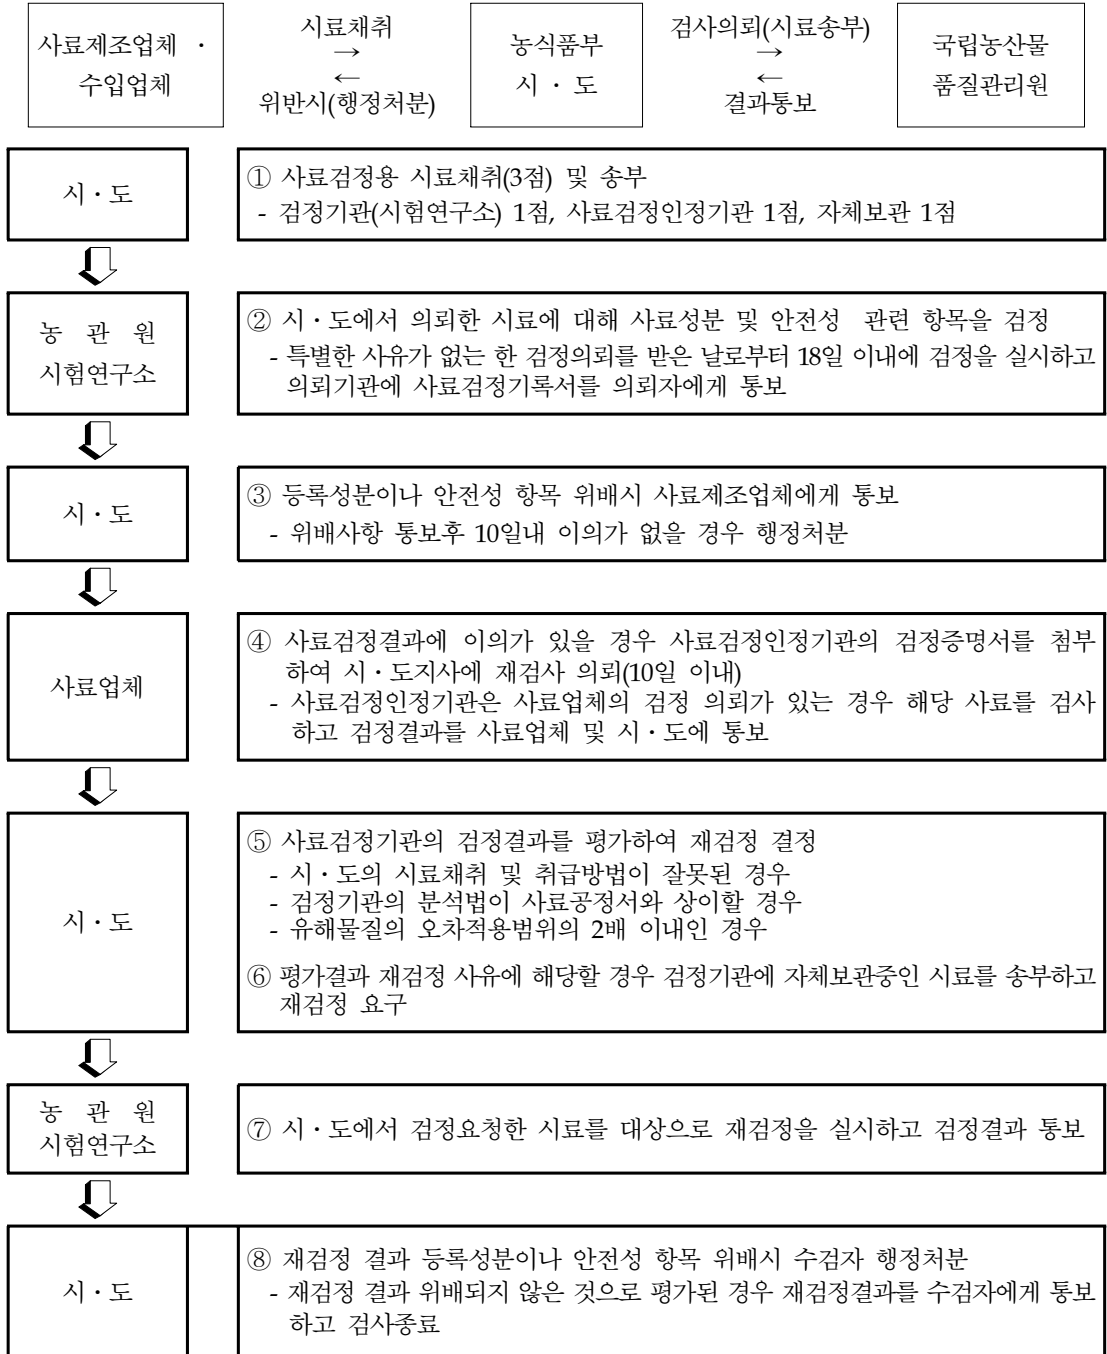 사료제조업체 ·
수입업체
시료채취
→
←
위반시(행정처분)
농식품부
시 · 도
검사의뢰(시료송부)
→
←
결과통보
국립농산물
품질관리원
시·도
① 사료검정용 시료채취(3점) 및 송부
- 검정기관(시험연구소) 1점, 사료검정인정기관 1점, 자체보관 1점
농 관 원
시험연구소
② 시·도에서 의뢰한 시료에 대해 사료성분 및 안전성 관련 항목을 검정
- 특별한 사유가 없는 한 검정의뢰를 받은 날로부터 18일 이내에 검정을 실시하고
의뢰기관에 사료검정기록서를 의뢰자에게 통보
시·도
③ 등록성분이나 안전성 항목 위배시 사료제조업체에게 통보
- 위배사항 통보후 10일내 이의가 없을 경우 행정처분
사료업체
④ 사료검정결과에 이의가 있을 경우 사료검정인정기관의 검정증명서를 첨부
하여 시·도지사에 재검사 의뢰(10일 이내)
- 사료검정인정기관은 사료업체의 검정 의뢰가 있는 경우 해당 사료를 검사
하고 검정결과를 사료업체 및 시·도에 통보
시·도
⑤ 사료검정기관의 검정결과를 평가하여 재검정 결정
- 시·도의 시료채취 및 취급방법이 잘못된 경우
- 검정기관의 분석법이 사료공정서와 상이할 경우
- 유해물질의 오차적용범위의 2배 이내인 경우
⑥ 평가결과 재검정 사유에 해당할 경우 검정기관에 자체보관중인 시료를 송부하고
재검정 요구
농 관 원
시험연구소
⑦ 시·도에서 검정요청한 시료를 대상으로 재검정을 실시하고 검정결과 통보
시·도
⑧ 재검정 결과 등록성분이나 안전성 항목 위배시 수검자 행정처분
- 재검정 결과 위배되지 않은 것으로 평가된 경우 재검정결과를 수검자에게 통보
하고 검사종료